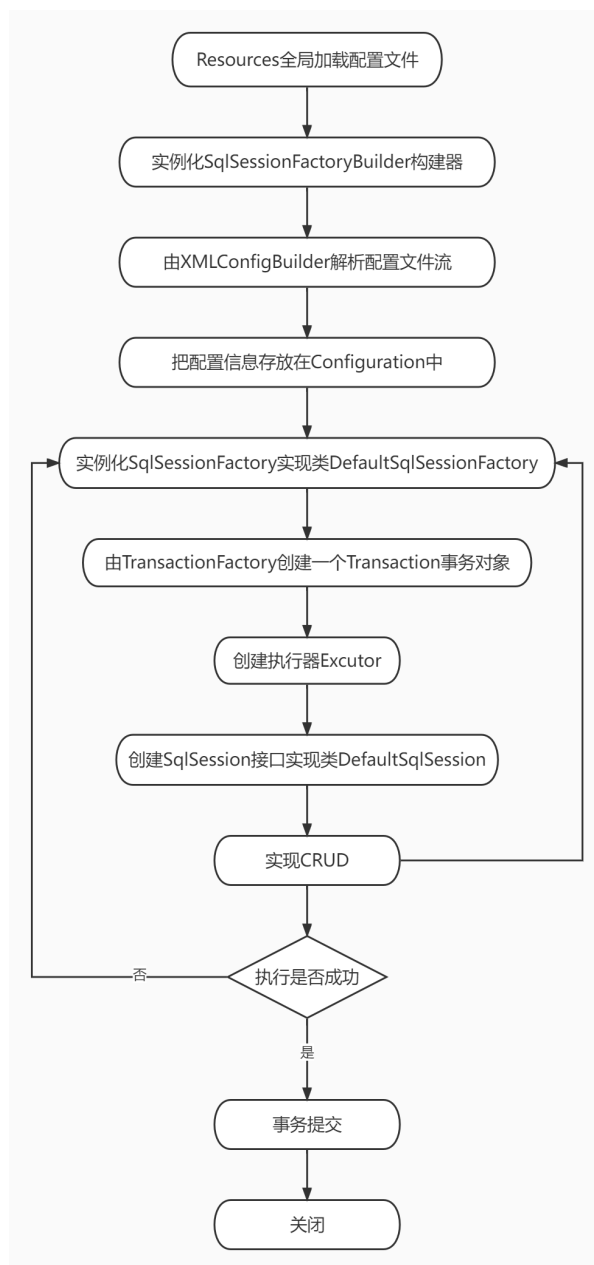 Resources全局加载配置文件
实例化SqlSessionFactoryBuilder构建器
由XMLConfigBuilder解析配置文件流
把配置信息存放在Configuration中
实例化SqlSessionFactory实现类DefaultSqlSessionFactory
由TransactionFactory创建一个Transaction事务对象
创建执行器Excutor
创建SqlSession接口实现类DefaultSqlSession
实现CRUD
执行是否成功
否
是
事务提交
关闭